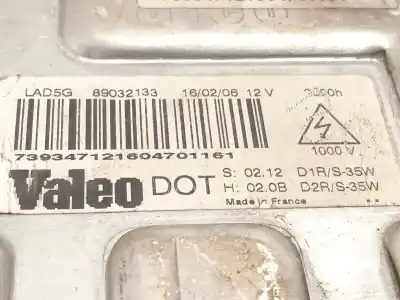 LAD5G 89032133 16/02/06 12 V 3000h
1000 V
739347121604701161
Valeo DOT S: 02.12 D1R/S-35W
H: 02.0B D2R/S-35W
Made in France